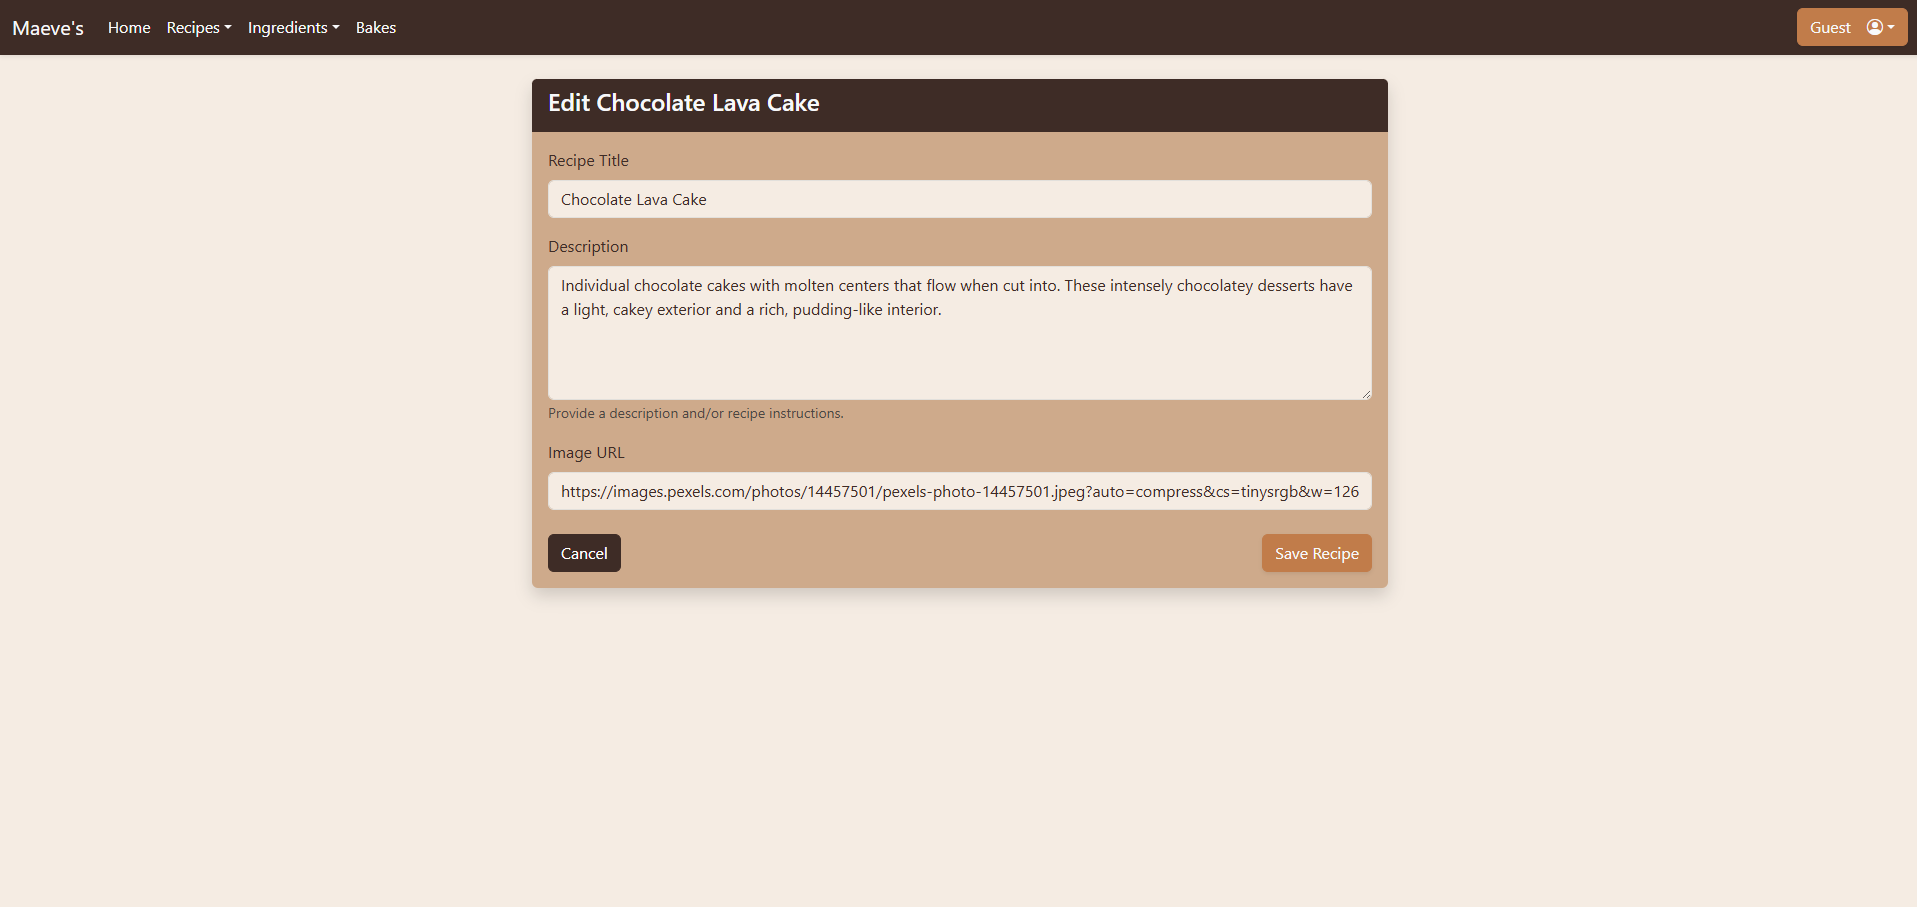 Maeve's Home Recipes Ingredients Bakes Guest
Edit Chocolate Lava Cake
Recipe Title
Chocolate Lava Cake
Description
Individual chocolate cakes with molten centers that flow when cut into. These intensely chocolatey desserts have
a light, cakey exterior and a rich, pudding-like interior.
Provide a description and/or recipe instructions.
Image URL
https://images.pexels.com/photos/14457501/pexels-photo-14457501.jpeg?auto=compress&cs=tinysrgb&w=126
Cancel Save Recipe